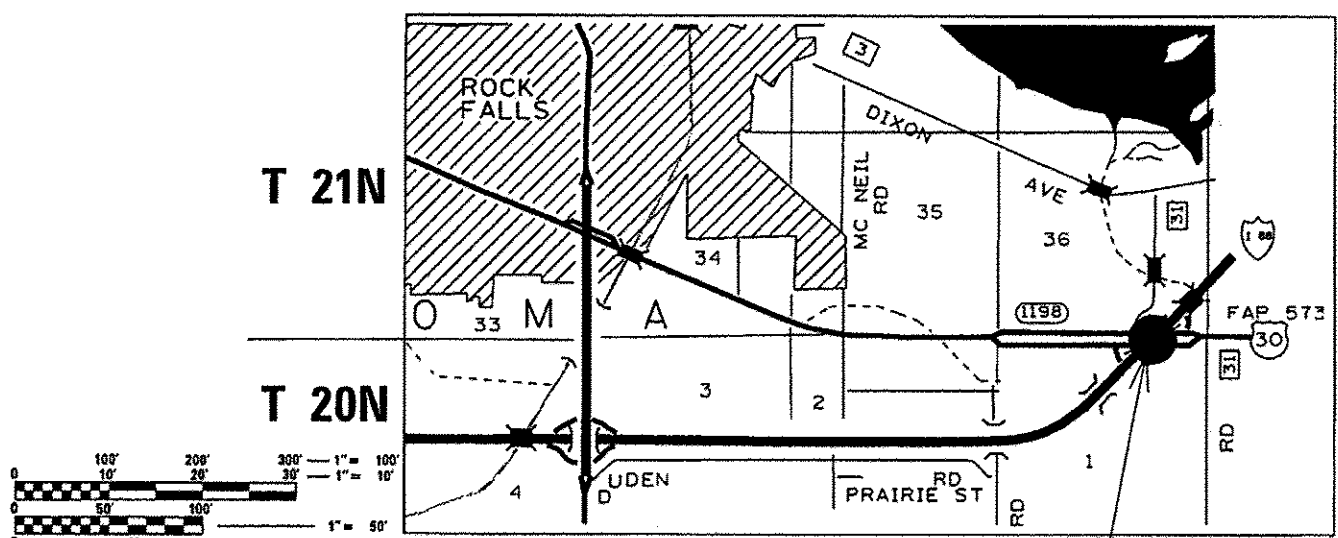 ROCK
FALLS
3
DIXON
AVE
MC NEIL
RD
35
36
31
I 88
T 21N
34
O M A
33
1198
FAP 573
30
31
T 20N
3
2
1
RD
4
UDEN RD
D
PRAIRIE ST
RD
100' 200' 300' 1" = 100'
0 10' 20' 30' 1" = 10'
0 50' 100'
1" = 50'